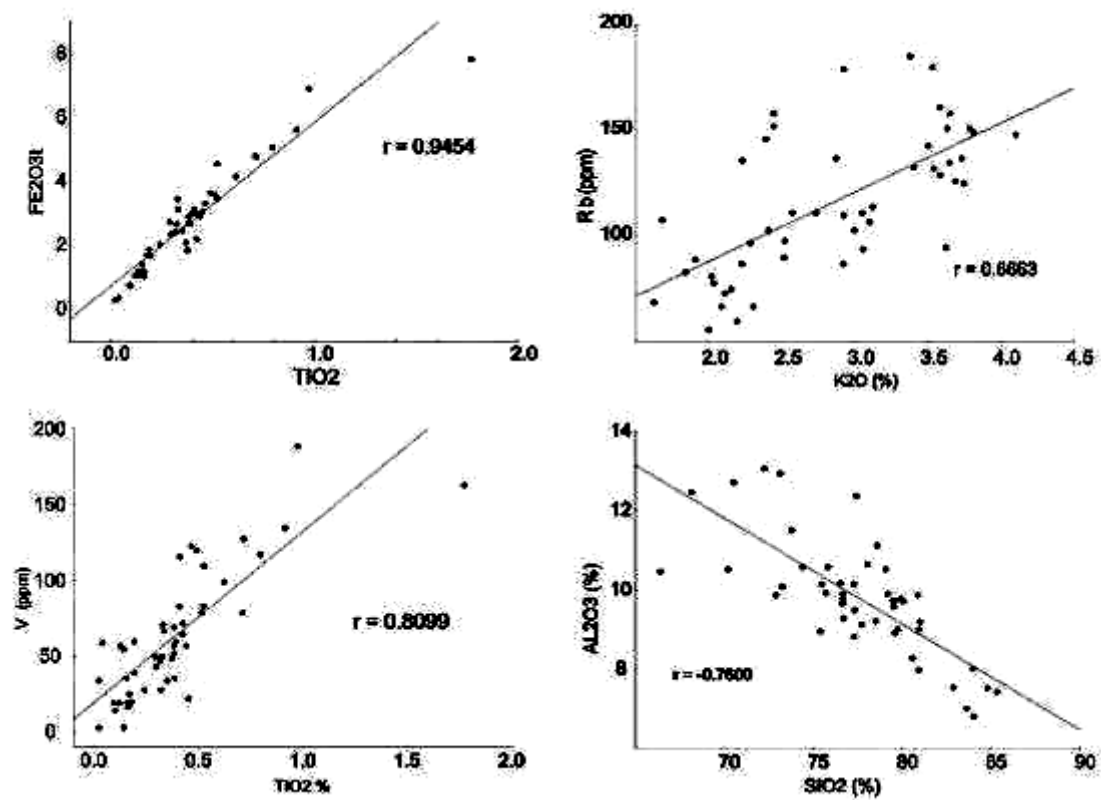 FE2O3t
8
6
4
2
0
r = 0.9454
0.0 1.0 2.0
TIO2
Rb(ppm)
200
150
100
r = 0.6663
2.0 2.5 3.0 3.5 4.0 4.5
K2O (%)
V (ppm)
200
150
100
50
0
r = 0.8099
0.0 0.5 1.0 1.5 2.0
TIO2 %
AL2O3 (%)
14
12
10
8
r = -0.7600
70 75 80 85 90
SIO2 (%)